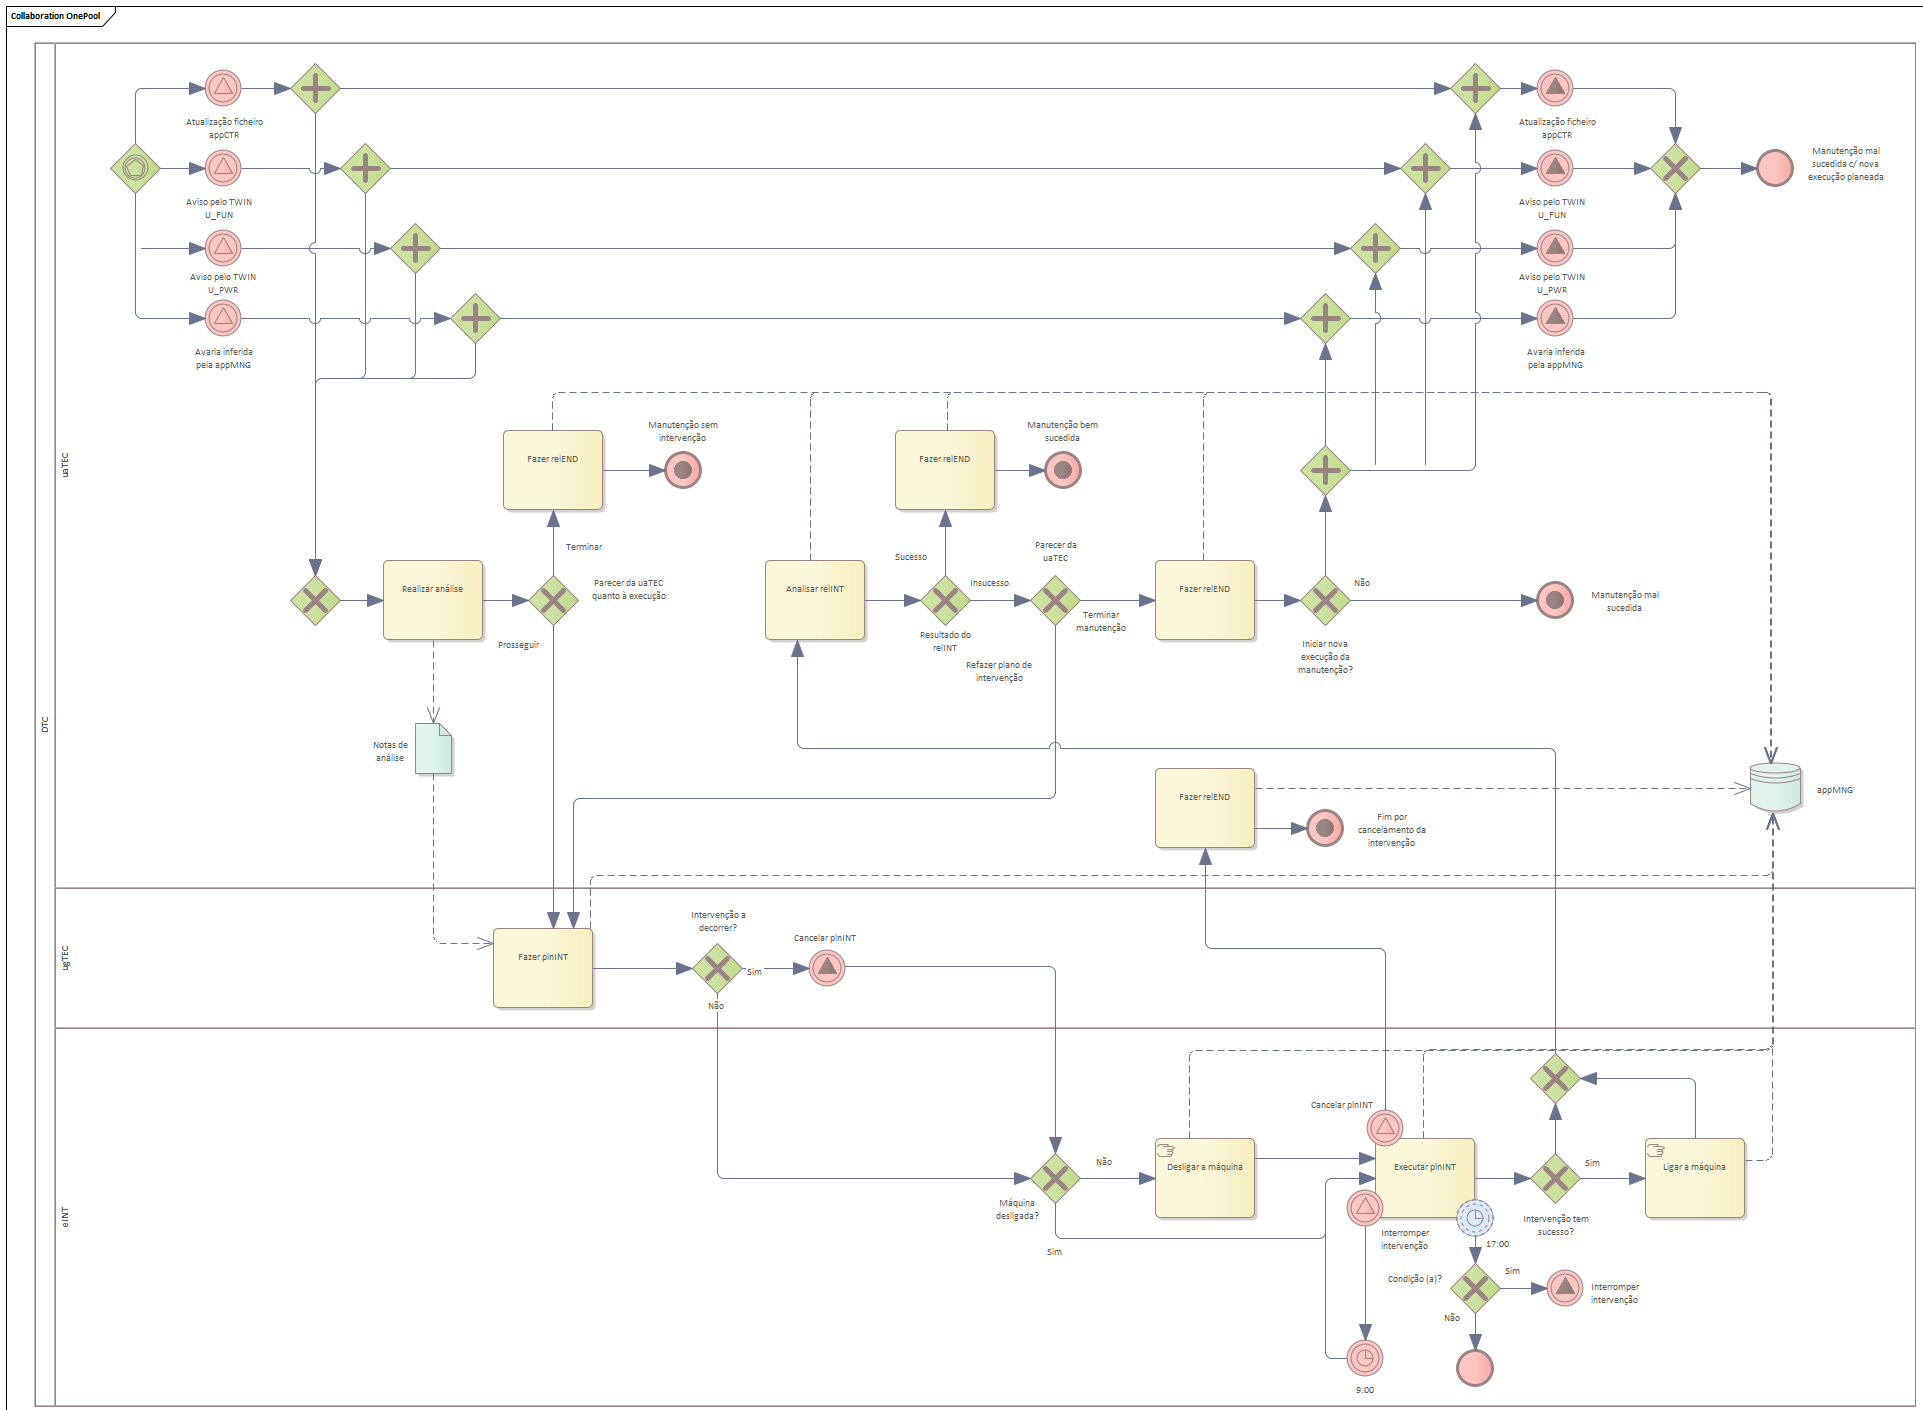 Collaboration OnePool
DTC
uaTEC
ugTEC
eINT
Atualização ficheiro
appCTR
Aviso pelo TWIN
U_FUN
Aviso pelo TWIN
U_PWR
Avaria inferida
pela appMNG
Atualização ficheiro
appCTR
Aviso pelo TWIN
U_FUN
Aviso pelo TWIN
U_PWR
Avaria inferida
pela appMNG
Manutenção mal
sucedida c/ nova
execução planeada
Fazer relEND
Manutenção sem
intervenção
Fazer relEND
Manutenção bem
sucedida
Terminar
Realizar análise
Parecer da uaTEC
quanto à execução
Prosseguir
Analisar relINT
Sucesso
Insucesso
Resultado do
relINT
Parecer da
uaTEC
Terminar
manutenção
Refazer plano de
intervenção
Fazer relEND
Não
Iniciar nova
execução da
manutenção?
Manutenção mal
sucedida
Notas de
análise
Fazer relEND
Fim por
cancelamento da
intervenção
appMNG
Fazer plnINT
Intervenção a
decorrer?
Sim
Não
Cancelar plnINT
Máquina
desligada?
Não
Sim
Desligar a máquina
Cancelar plnINT
Executar plnINT
Interromper
intervenção
17:00
Intervenção tem
sucesso?
Sim
Ligar a máquina
Condição (a)?
Sim
Não
Interromper
intervenção
9:00